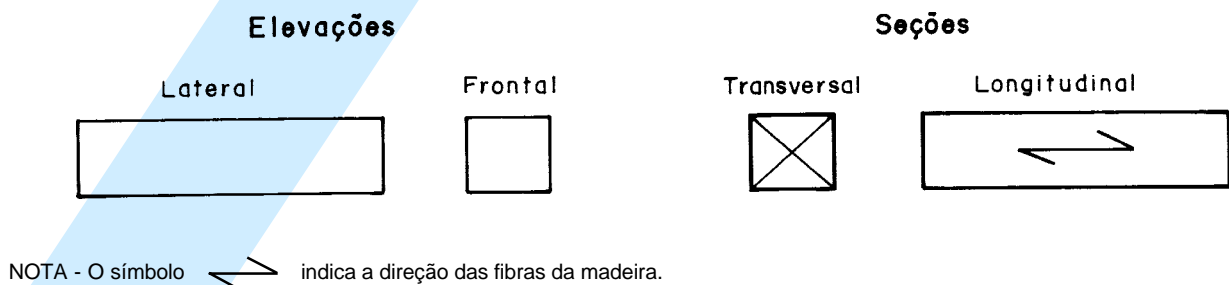 Elevações Seções
Lateral Frontal Transversal Longitudinal
NOTA - O símbolo indica a direção das fibras da madeira.